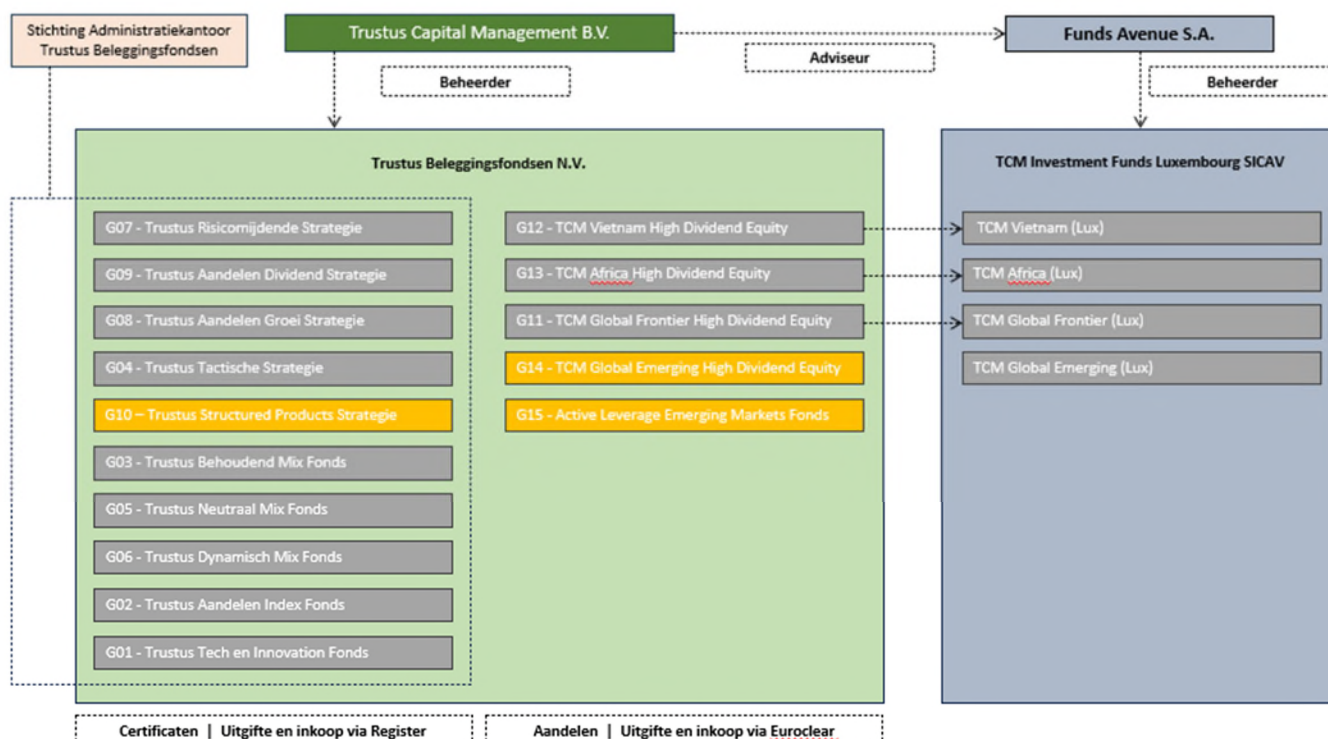 Stichting Administratiekantoor
Trustus Beleggingsfondsen
Trustus Capital Management B.V.
Funds Avenue S.A.
Adviseur
Beheerder
Beheerder
Trustus Beleggingsfondsen N.V.
TCM Investment Funds Luxembourg SICAV
G07 - Trustus Risicomijdende Strategie
G09 - Trustus Aandelen Dividend Strategie
G08 - Trustus Aandelen Groei Strategie
G04 - Trustus Tactische Strategie
G10 – Trustus Structured Products Strategie
G03 - Trustus Behoudend Mix Fonds
G05 - Trustus Neutraal Mix Fonds
G06 - Trustus Dynamisch Mix Fonds
G02 - Trustus Aandelen Index Fonds
G01 - Trustus Tech en Innovation Fonds
G12 - TCM Vietnam High Dividend Equity
G13 - TCM Africa High Dividend Equity
G11 - TCM Global Frontier High Dividend Equity
G14 - TCM Global Emerging High Dividend Equity
G15 - Active Leverage Emerging Markets Fonds
TCM Vietnam (Lux)
TCM Africa (Lux)
TCM Global Frontier (Lux)
TCM Global Emerging (Lux)
Certificaten | Uitgifte en inkoop via Register
Aandelen | Uitgifte en inkoop via Euroclear